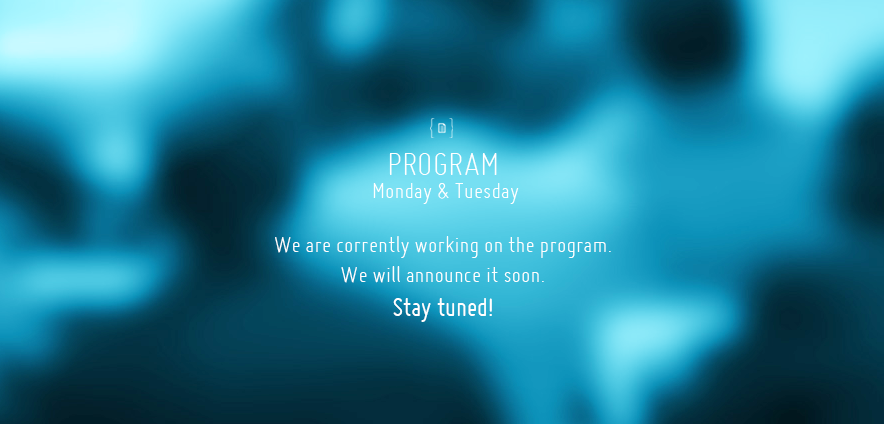 PROGRAM
Monday & Tuesday
We are corrently working on the program.
We will announce it soon.
Stay tuned!